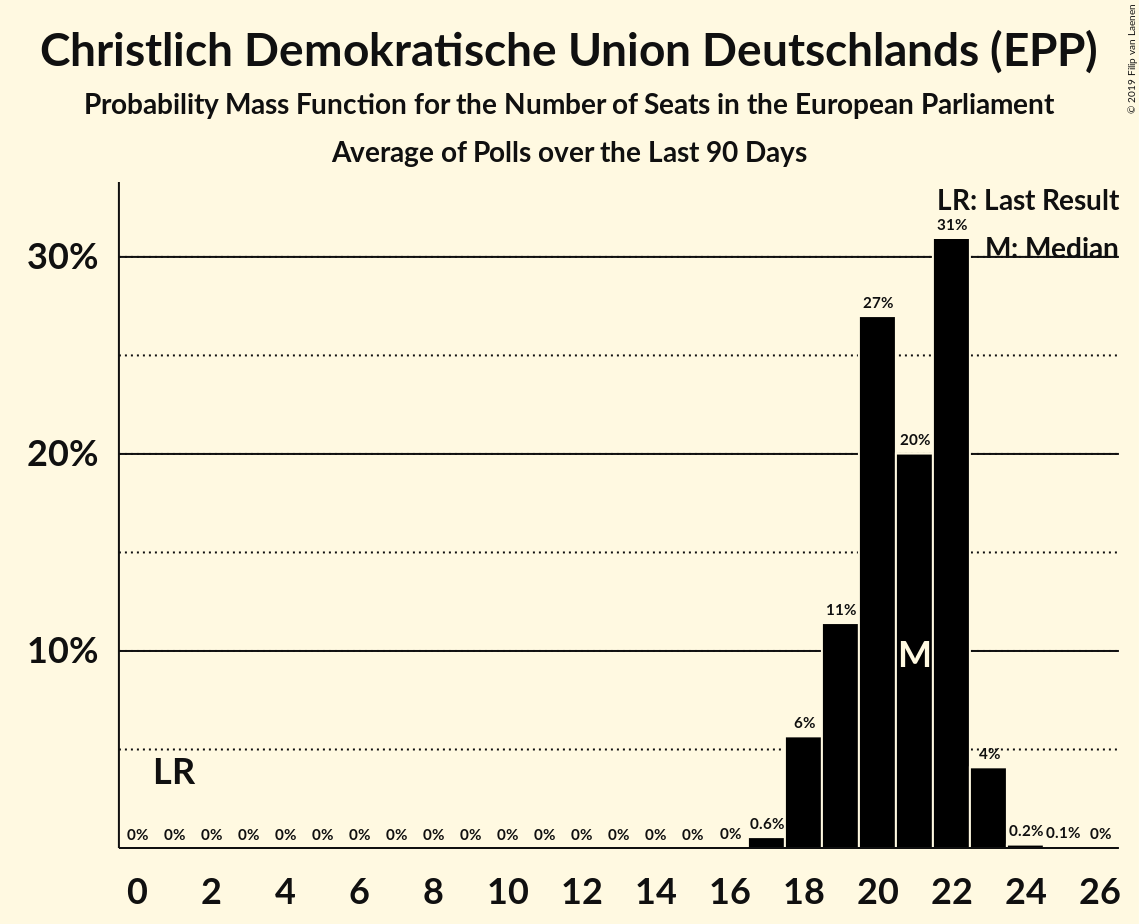 Christlich Demokratische Union Deutschlands (EPP)
Probability Mass Function for the Number of Seats in the European Parliament
Average of Polls over the Last 90 Days
© 2019 Filip van Laenen
LR: Last Result
M: Median
30%
20%
10%
31%
27%
20%
11%
6%
4%
M
LR
0% 0% 0% 0% 0% 0% 0% 0% 0% 0% 0% 0% 0% 0% 0% 0% 0% 0.6% 0.2% 0.1% 0%
0 2 4 6 8 10 12 14 16 18 20 22 24 26